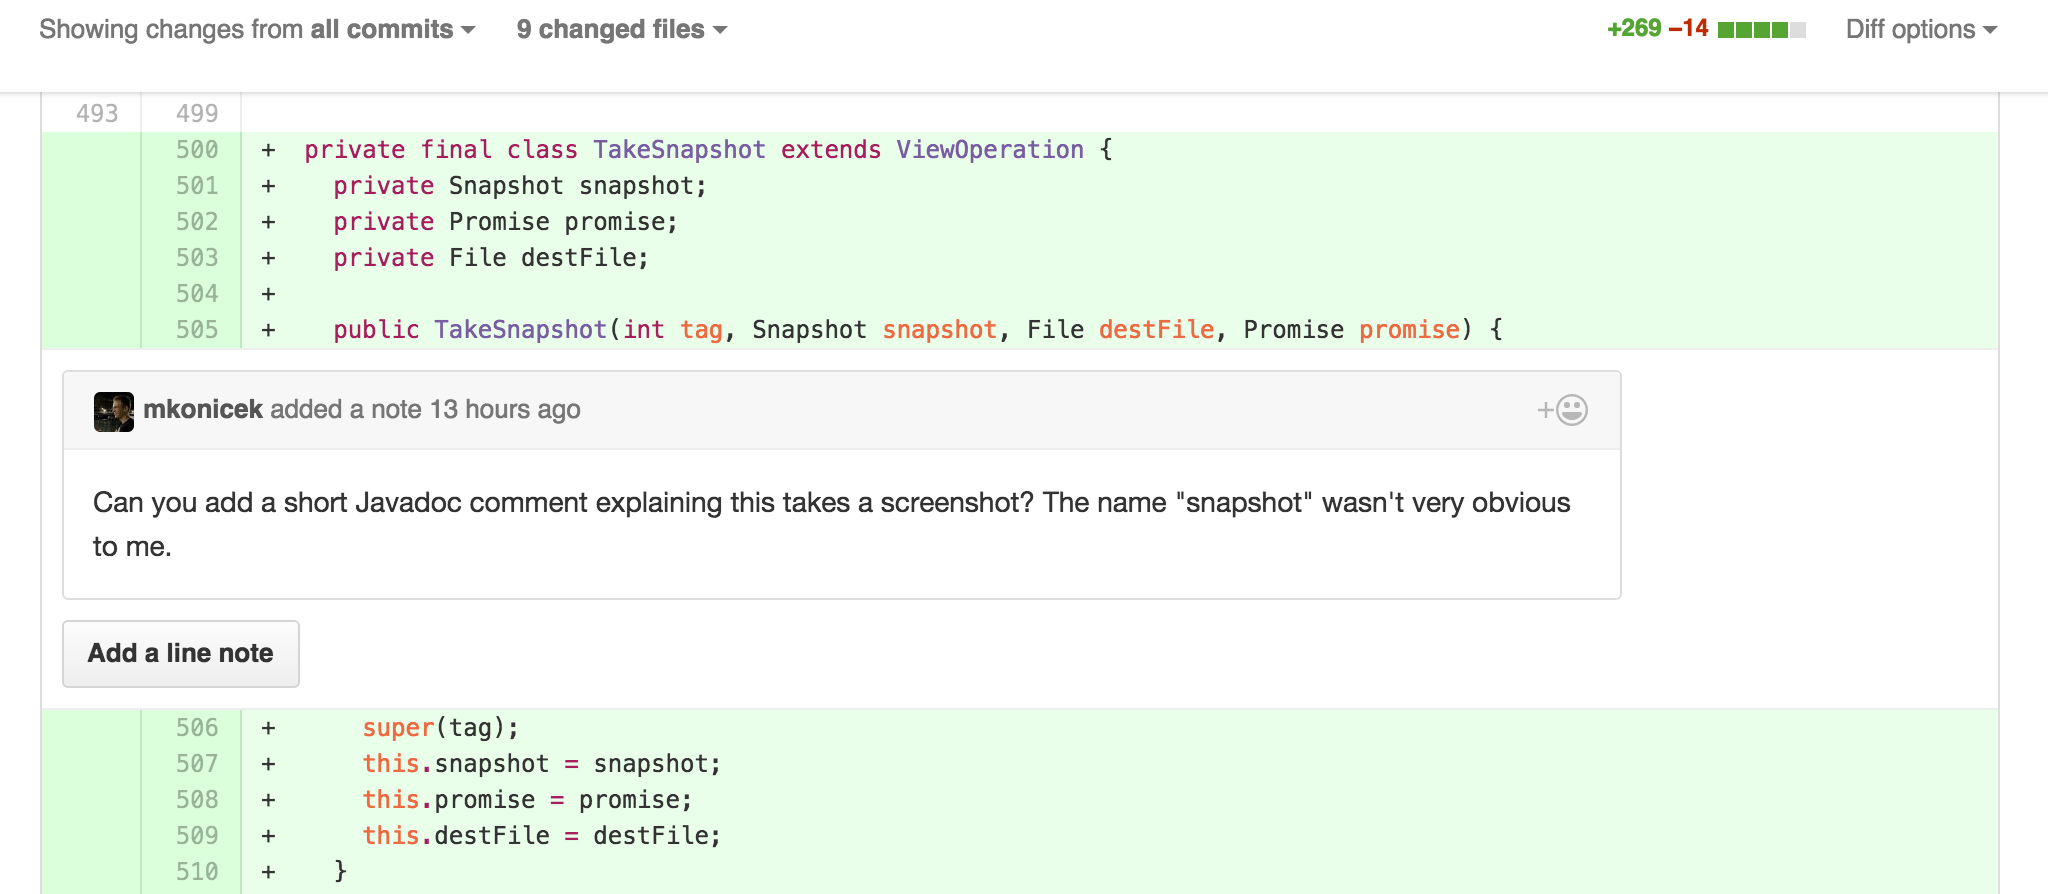 Showing changes from all commits 9 changed files +269 −14 Diff options
493 499
500 + private final class TakeSnapshot extends ViewOperation {
501 + private Snapshot snapshot;
502 + private Promise promise;
503 + private File destFile;
504 +
505 + public TakeSnapshot(int tag, Snapshot snapshot, File destFile, Promise promise) {
mkonicek added a note 13 hours ago +
Can you add a short Javadoc comment explaining this takes a screenshot? The name "snapshot" wasn't very obvious
to me.
Add a line note
506 + super(tag);
507 + this.snapshot = snapshot;
508 + this.promise = promise;
509 + this.destFile = destFile;
510 + }